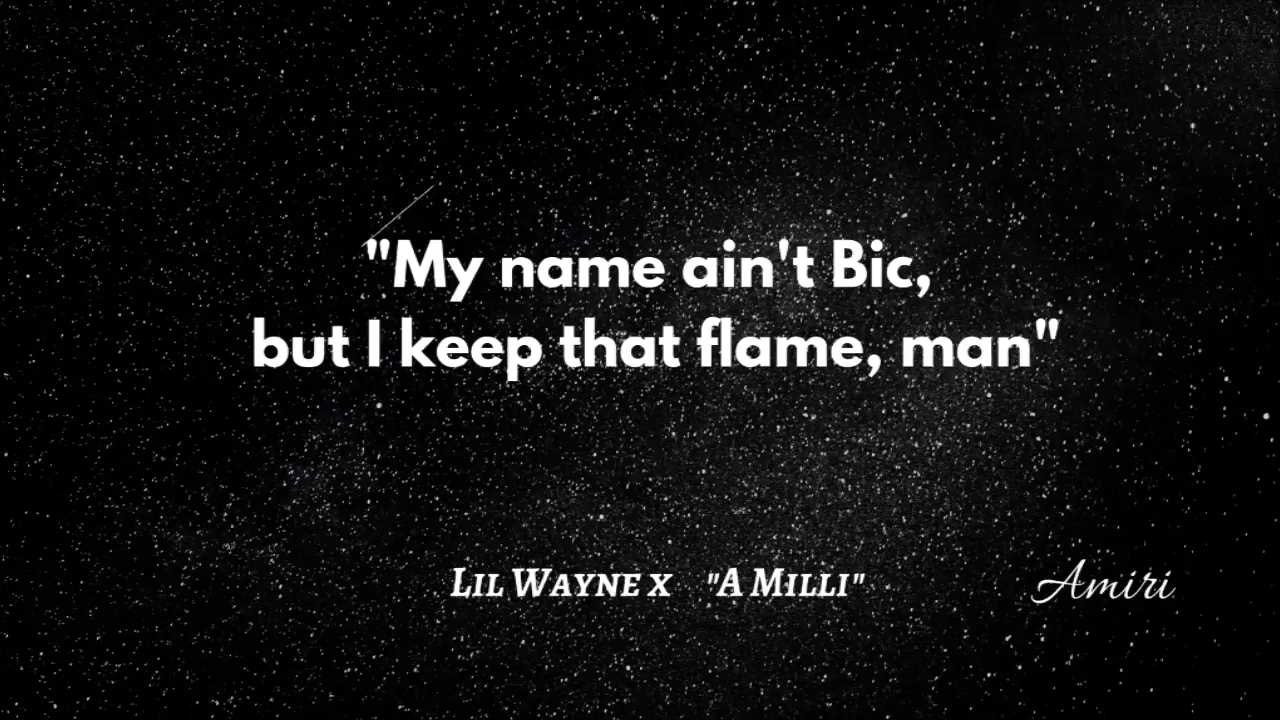 "My name ain't Bic,
but I keep that flame, man"
Lil Wayne x "A Milli"
Amiri